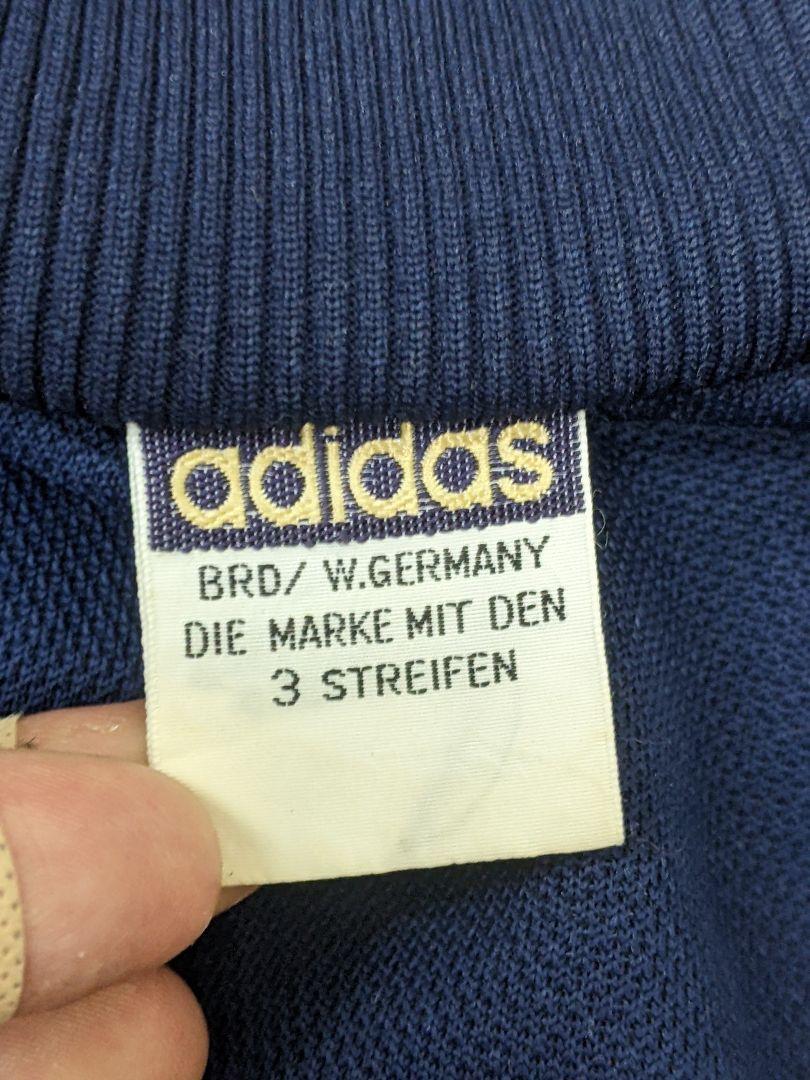 adidas
BRD/ W.GERMANY
DIE MARKE MIT DEN
3 STREIFEN